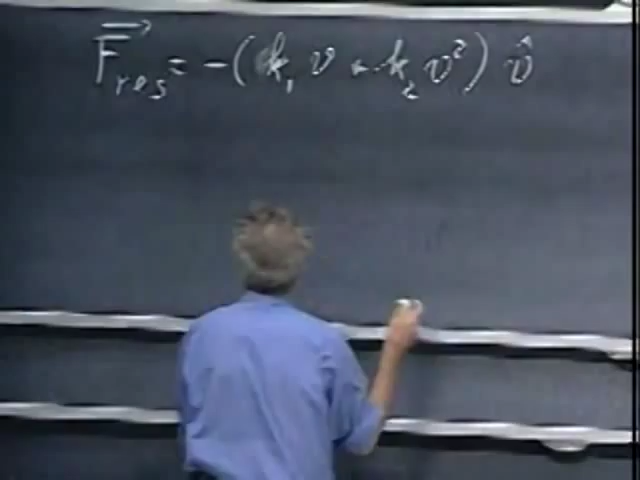 F⃗res = -(k₁v + k₂v²) v̂